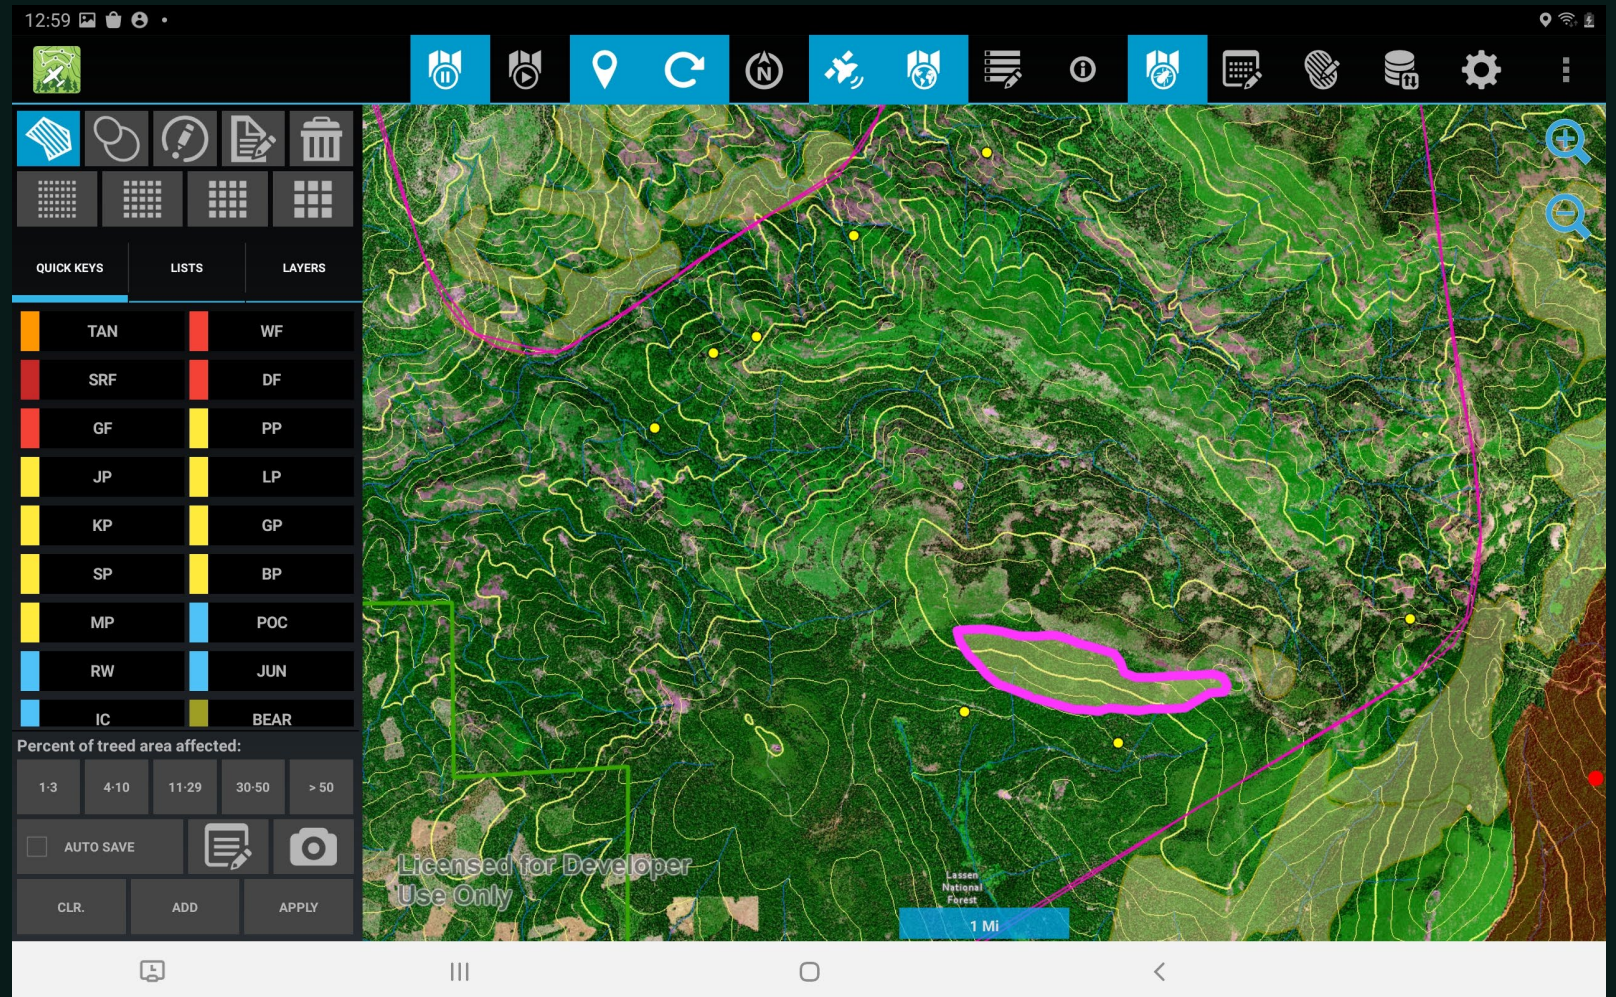 12:59
N
QUICK KEYS LISTS LAYERS
TAN WF
SRF DF
GF PP
JP LP
KP GP
SP BP
MP POC
RW JUN
IC BEAR
Percent of treed area affected:
1-3 4-10 11-29 30-50 > 50
AUTO SAVE
CLR. ADD APPLY
Licensed for Developer
Use Only
Lassen
National
Forest
1 Mi